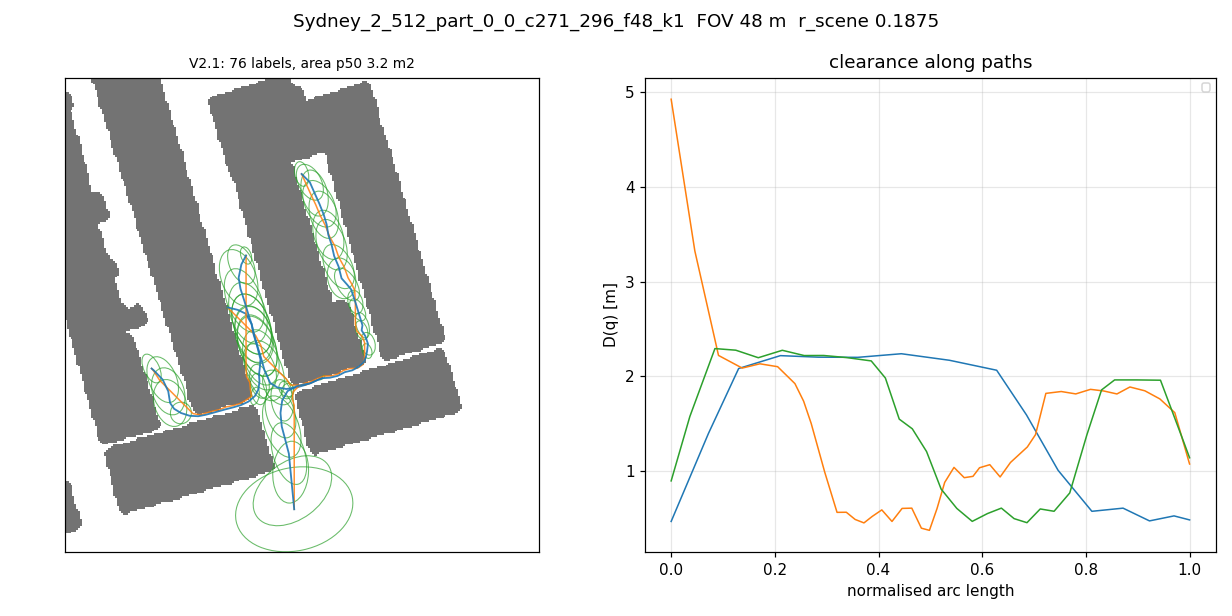 Sydney_2_512_part_0_0_c271_296_f48_k1  FOV 48 m  r_scene 0.1875
V2.1: 76 labels, area p50 3.2 m2
clearance along paths
D(q) [m]
5
4
3
2
1
0.0 0.2 0.4 0.6 0.8 1.0
normalised arc length